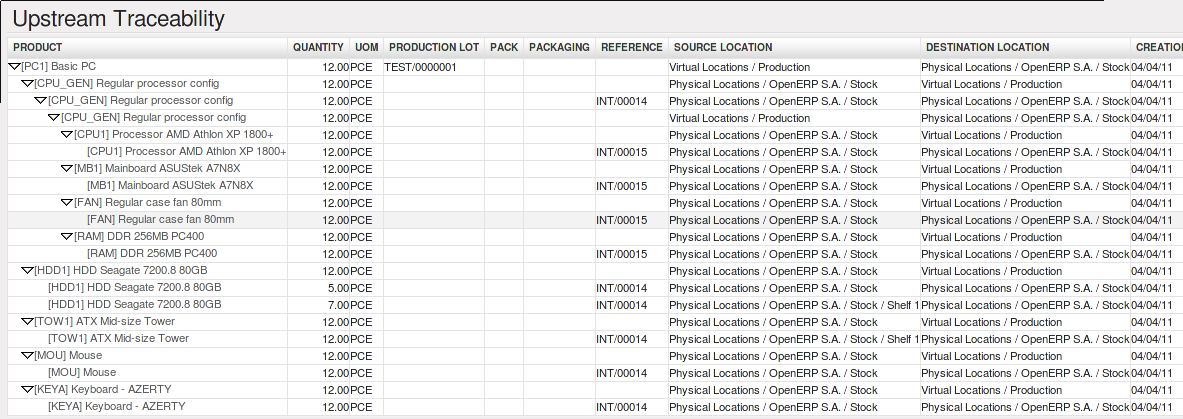 Upstream Traceability
PRODUCT QUANTITY UOM PRODUCTION LOT PACK PACKAGING REFERENCE SOURCE LOCATION DESTINATION LOCATION CREATIO
[PC1] Basic PC 12.00 PCE TEST/0000001 Virtual Locations / Production Physical Locations / OpenERP S.A. / Stock 04/04/11
[CPU_GEN] Regular processor config 12.00 PCE Physical Locations / OpenERP S.A. / Stock Virtual Locations / Production 04/04/11
[CPU_GEN] Regular processor config 12.00 PCE INT/00014 Physical Locations / OpenERP S.A. / Stock Physical Locations / OpenERP S.A. / Stock 04/04/11
[CPU_GEN] Regular processor config 12.00 PCE Virtual Locations / Production Physical Locations / OpenERP S.A. / Stock 04/04/11
[CPU1] Processor AMD Athlon XP 1800+ 12.00 PCE Physical Locations / OpenERP S.A. / Stock Virtual Locations / Production 04/04/11
[CPU1] Processor AMD Athlon XP 1800+ 12.00 PCE INT/00015 Physical Locations / OpenERP S.A. / Stock Physical Locations / OpenERP S.A. / Stock 04/04/11
[MB1] Mainboard ASUStek A7N8X 12.00 PCE Physical Locations / OpenERP S.A. / Stock Virtual Locations / Production 04/04/11
[MB1] Mainboard ASUStek A7N8X 12.00 PCE INT/00015 Physical Locations / OpenERP S.A. / Stock Physical Locations / OpenERP S.A. / Stock 04/04/11
[FAN] Regular case fan 80mm 12.00 PCE Physical Locations / OpenERP S.A. / Stock Virtual Locations / Production 04/04/11
[FAN] Regular case fan 80mm 12.00 PCE INT/00015 Physical Locations / OpenERP S.A. / Stock Physical Locations / OpenERP S.A. / Stock 04/04/11
[RAM] DDR 256MB PC400 12.00 PCE Physical Locations / OpenERP S.A. / Stock Virtual Locations / Production 04/04/11
[RAM] DDR 256MB PC400 12.00 PCE INT/00015 Physical Locations / OpenERP S.A. / Stock Physical Locations / OpenERP S.A. / Stock 04/04/11
[HDD1] HDD Seagate 7200.8 80GB 12.00 PCE Physical Locations / OpenERP S.A. / Stock Virtual Locations / Production 04/04/11
[HDD1] HDD Seagate 7200.8 80GB 5.00 PCE INT/00014 Physical Locations / OpenERP S.A. / Stock Physical Locations / OpenERP S.A. / Stock 04/04/11
[HDD1] HDD Seagate 7200.8 80GB 7.00 PCE INT/00014 Physical Locations / OpenERP S.A. / Stock / Shelf 1 Physical Locations / OpenERP S.A. / Stock 04/04/11
[TOW1] ATX Mid-size Tower 12.00 PCE Physical Locations / OpenERP S.A. / Stock Virtual Locations / Production 04/04/11
[TOW1] ATX Mid-size Tower 12.00 PCE INT/00014 Physical Locations / OpenERP S.A. / Stock / Shelf 1 Physical Locations / OpenERP S.A. / Stock 04/04/11
[MOU] Mouse 12.00 PCE Physical Locations / OpenERP S.A. / Stock Virtual Locations / Production 04/04/11
[MOU] Mouse 12.00 PCE INT/00014 Physical Locations / OpenERP S.A. / Stock Physical Locations / OpenERP S.A. / Stock 04/04/11
[KEYA] Keyboard - AZERTY 12.00 PCE Physical Locations / OpenERP S.A. / Stock Virtual Locations / Production 04/04/11
[KEYA] Keyboard - AZERTY 12.00 PCE INT/00014 Physical Locations / OpenERP S.A. / Stock Physical Locations / OpenERP S.A. / Stock 04/04/11